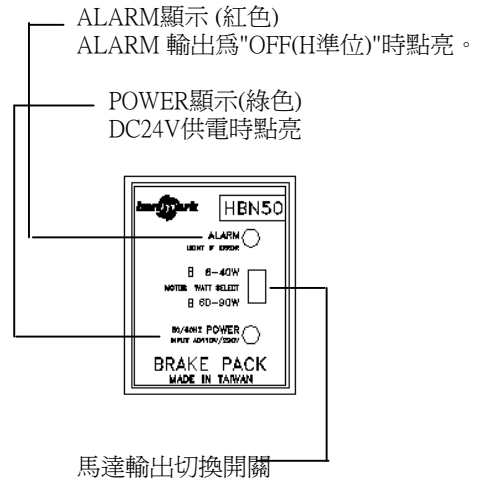 ALARM顯示 (紅色)
ALARM 輸出爲"OFF(H準位)"時點亮。
POWER顯示(綠色)
DC24V供電時點亮
HBN50
ALARM
LIGHT IF ERROR
6-40W
MOTOR WATT SELECT
60-90W
50/60HZ POWER
INPUT
BRAKE PACK
MADE IN TAIWAN
馬達輸出切換開關